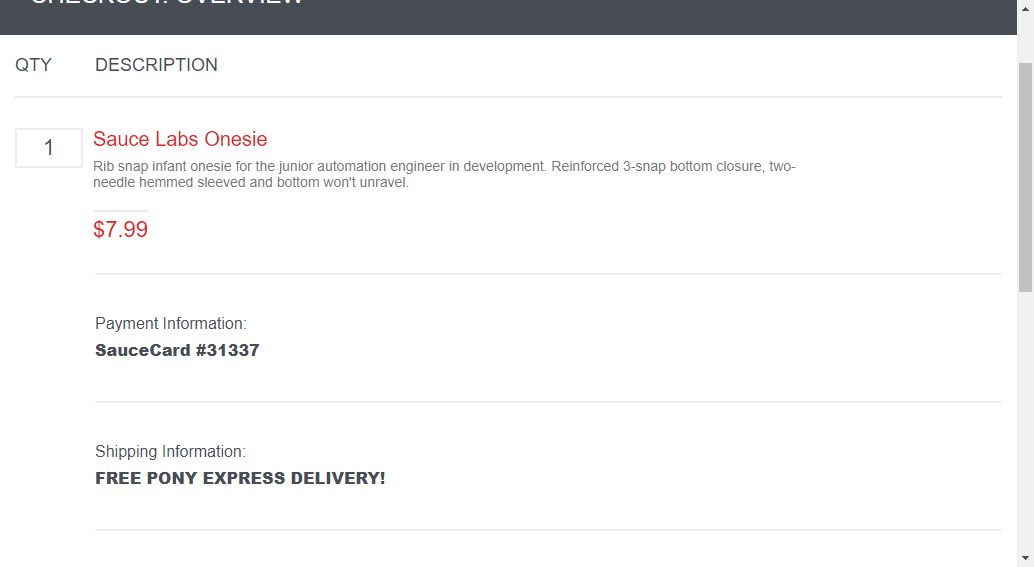 CHECKOUT: OVERVIEW
QTY DESCRIPTION
1 Sauce Labs Onesie
Rib snap infant onesie for the junior automation engineer in development. Reinforced 3-snap bottom closure, two-
needle hemmed sleeved and bottom won't unravel.
$7.99
Payment Information:
SauceCard #31337
Shipping Information:
FREE PONY EXPRESS DELIVERY!